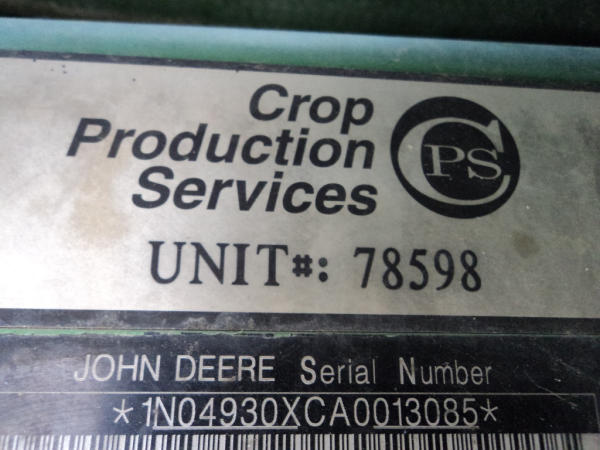 Crop
Production
Services
CPS
UNIT#: 78598
JOHN DEERE Serial Number
*1N04930XCA0013085*